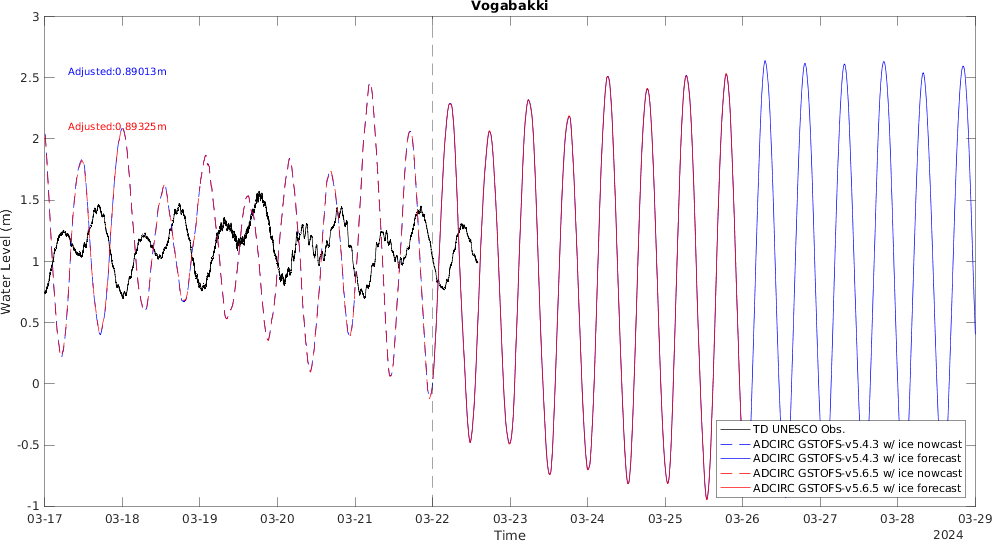 Vogabakki
3
2.5
2
1.5
1
0.5
0
-0.5
-1
Water Level (m)
Adjusted:0.89013m
Adjusted:0.89325m
TD UNESCO Obs.
ADCIRC GSTOFS-v5.4.3 w/ ice nowcast
ADCIRC GSTOFS-v5.4.3 w/ ice forecast
ADCIRC GSTOFS-v5.6.5 w/ ice nowcast
ADCIRC GSTOFS-v5.6.5 w/ ice forecast
03-17 03-18 03-19 03-20 03-21 03-22 03-23 03-24 03-25 03-26 03-27 03-28 03-29
Time
2024